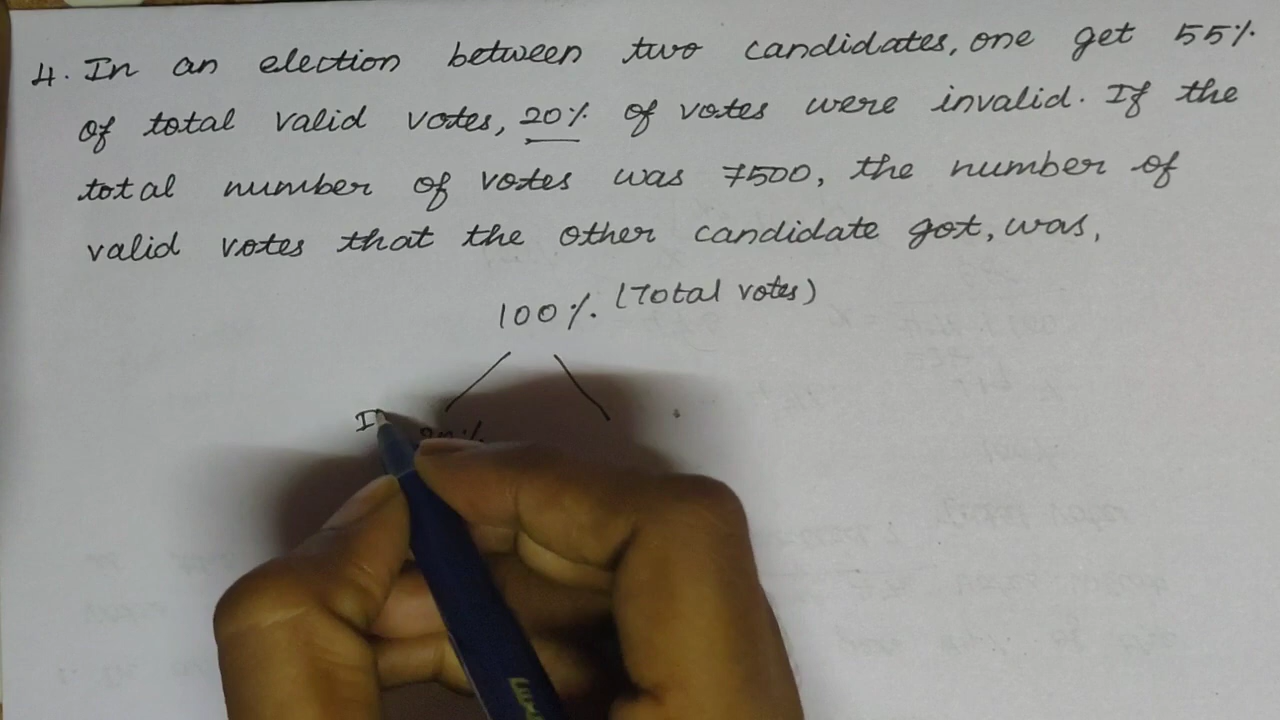 4. In an election between two candidates, one get 55%
of total valid votes, 20% of votes were invalid. If the
total number of votes was 7500, the number of
valid votes that the other candidate got, was,
100% (Total votes)
I 20%